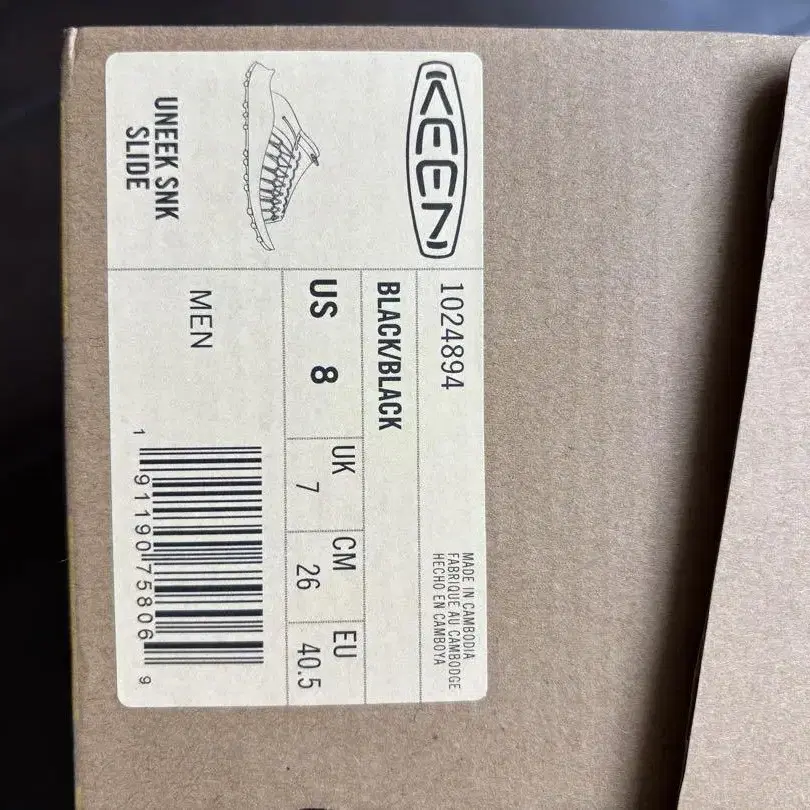 KEEN
UNEEK SNK
SLIDE
1024894
MADE IN CAMBODIA
FABRIQUE AU CAMBODGE
HECHO EN CAMBOYA
BLACK/BLACK
US 8
UK 7
CM 26
EU 40.5
MEN
1 91190 75806 9